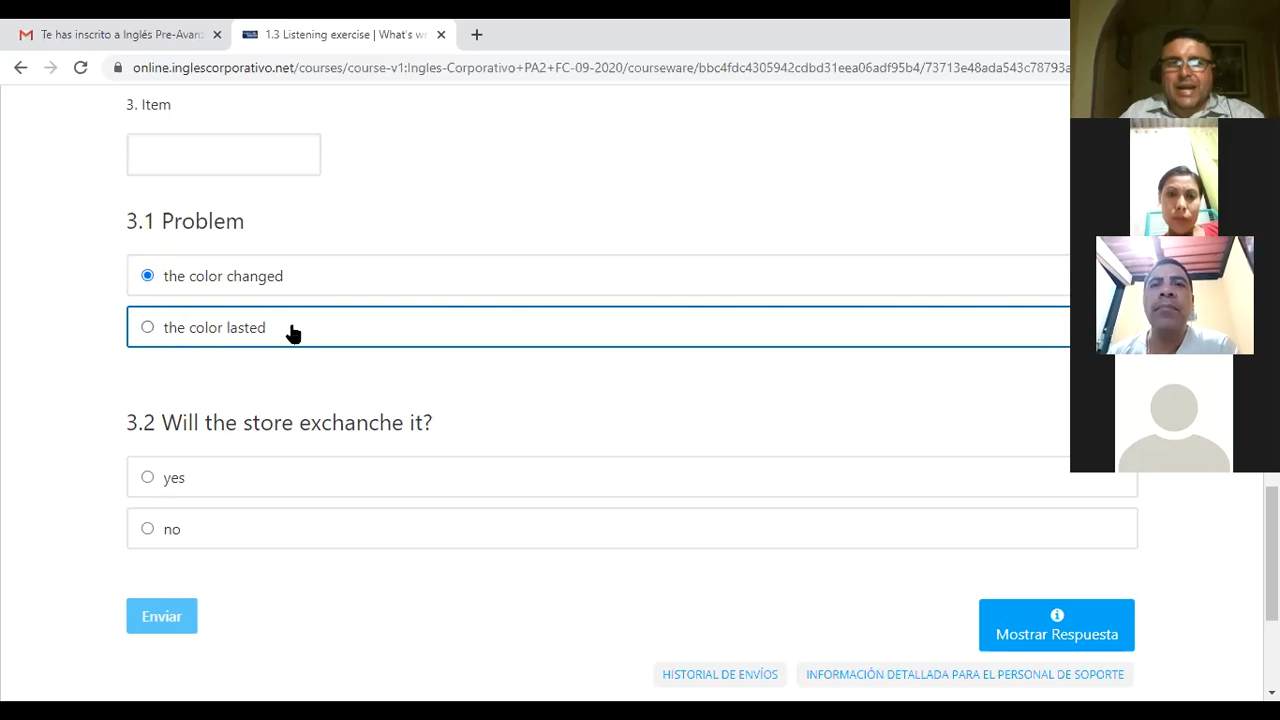 Te has inscrito a Inglés Pre-Avanz
1.3 Listening exercise | What's wr
online.inglescorporativo.net/courses/course-v1:Ingles-Corporativo+PA2+FC-09-2020/courseware/bbc4fdc4305942cdbd31eea06adf95b4/73713e48ada543c78793a
3. Item
3.1 Problem
the color changed
the color lasted
3.2 Will the store exchanche it?
yes
no
Enviar
Mostrar Respuesta
HISTORIAL DE ENVÍOS
INFORMACIÓN DETALLADA PARA EL PERSONAL DE SOPORTE